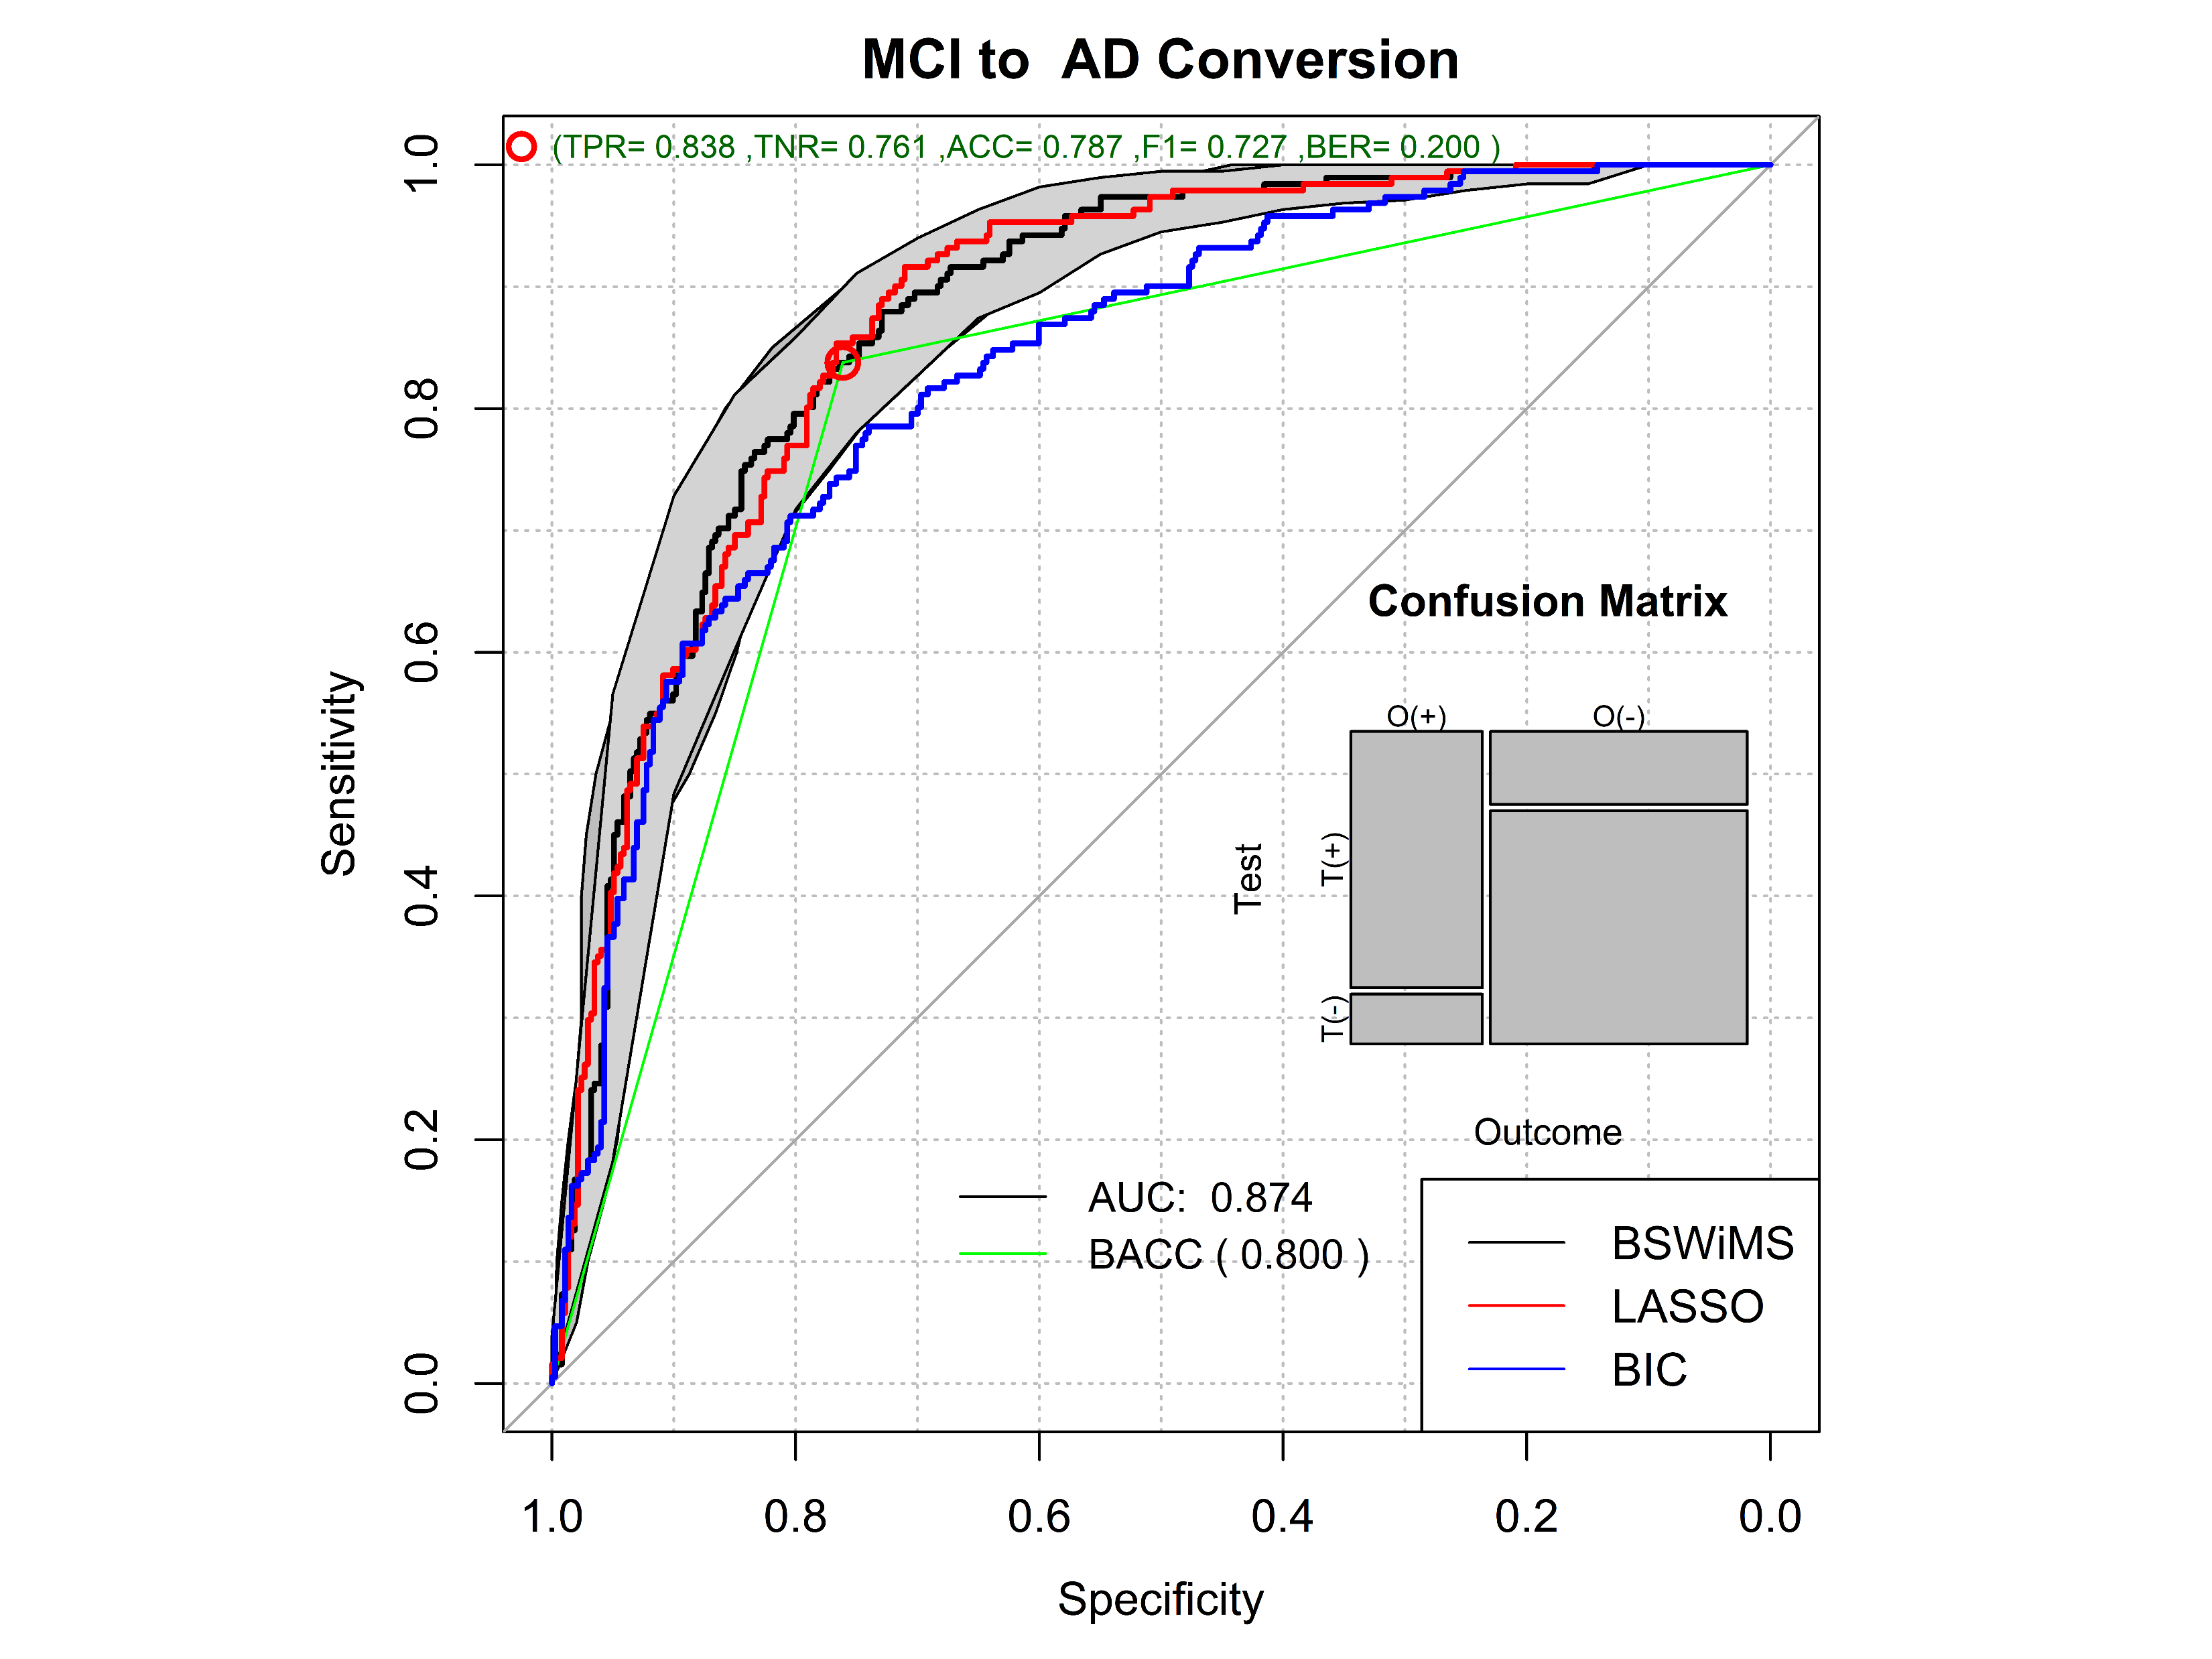 MCI to  AD Conversion
(TPR= 0.838 ,TNR= 0.761 ,ACC= 0.787 ,F1= 0.727 ,BER= 0.200 )
Sensitivity
1.0
0.8
0.6
0.4
0.2
0.0
Confusion Matrix
O(+) O(-)
Test
T(+)
T(-)
Outcome
AUC:  0.874
BACC ( 0.800 )
BSWiMS
LASSO
BIC
1.0 0.8 0.6 0.4 0.2 0.0
Specificity